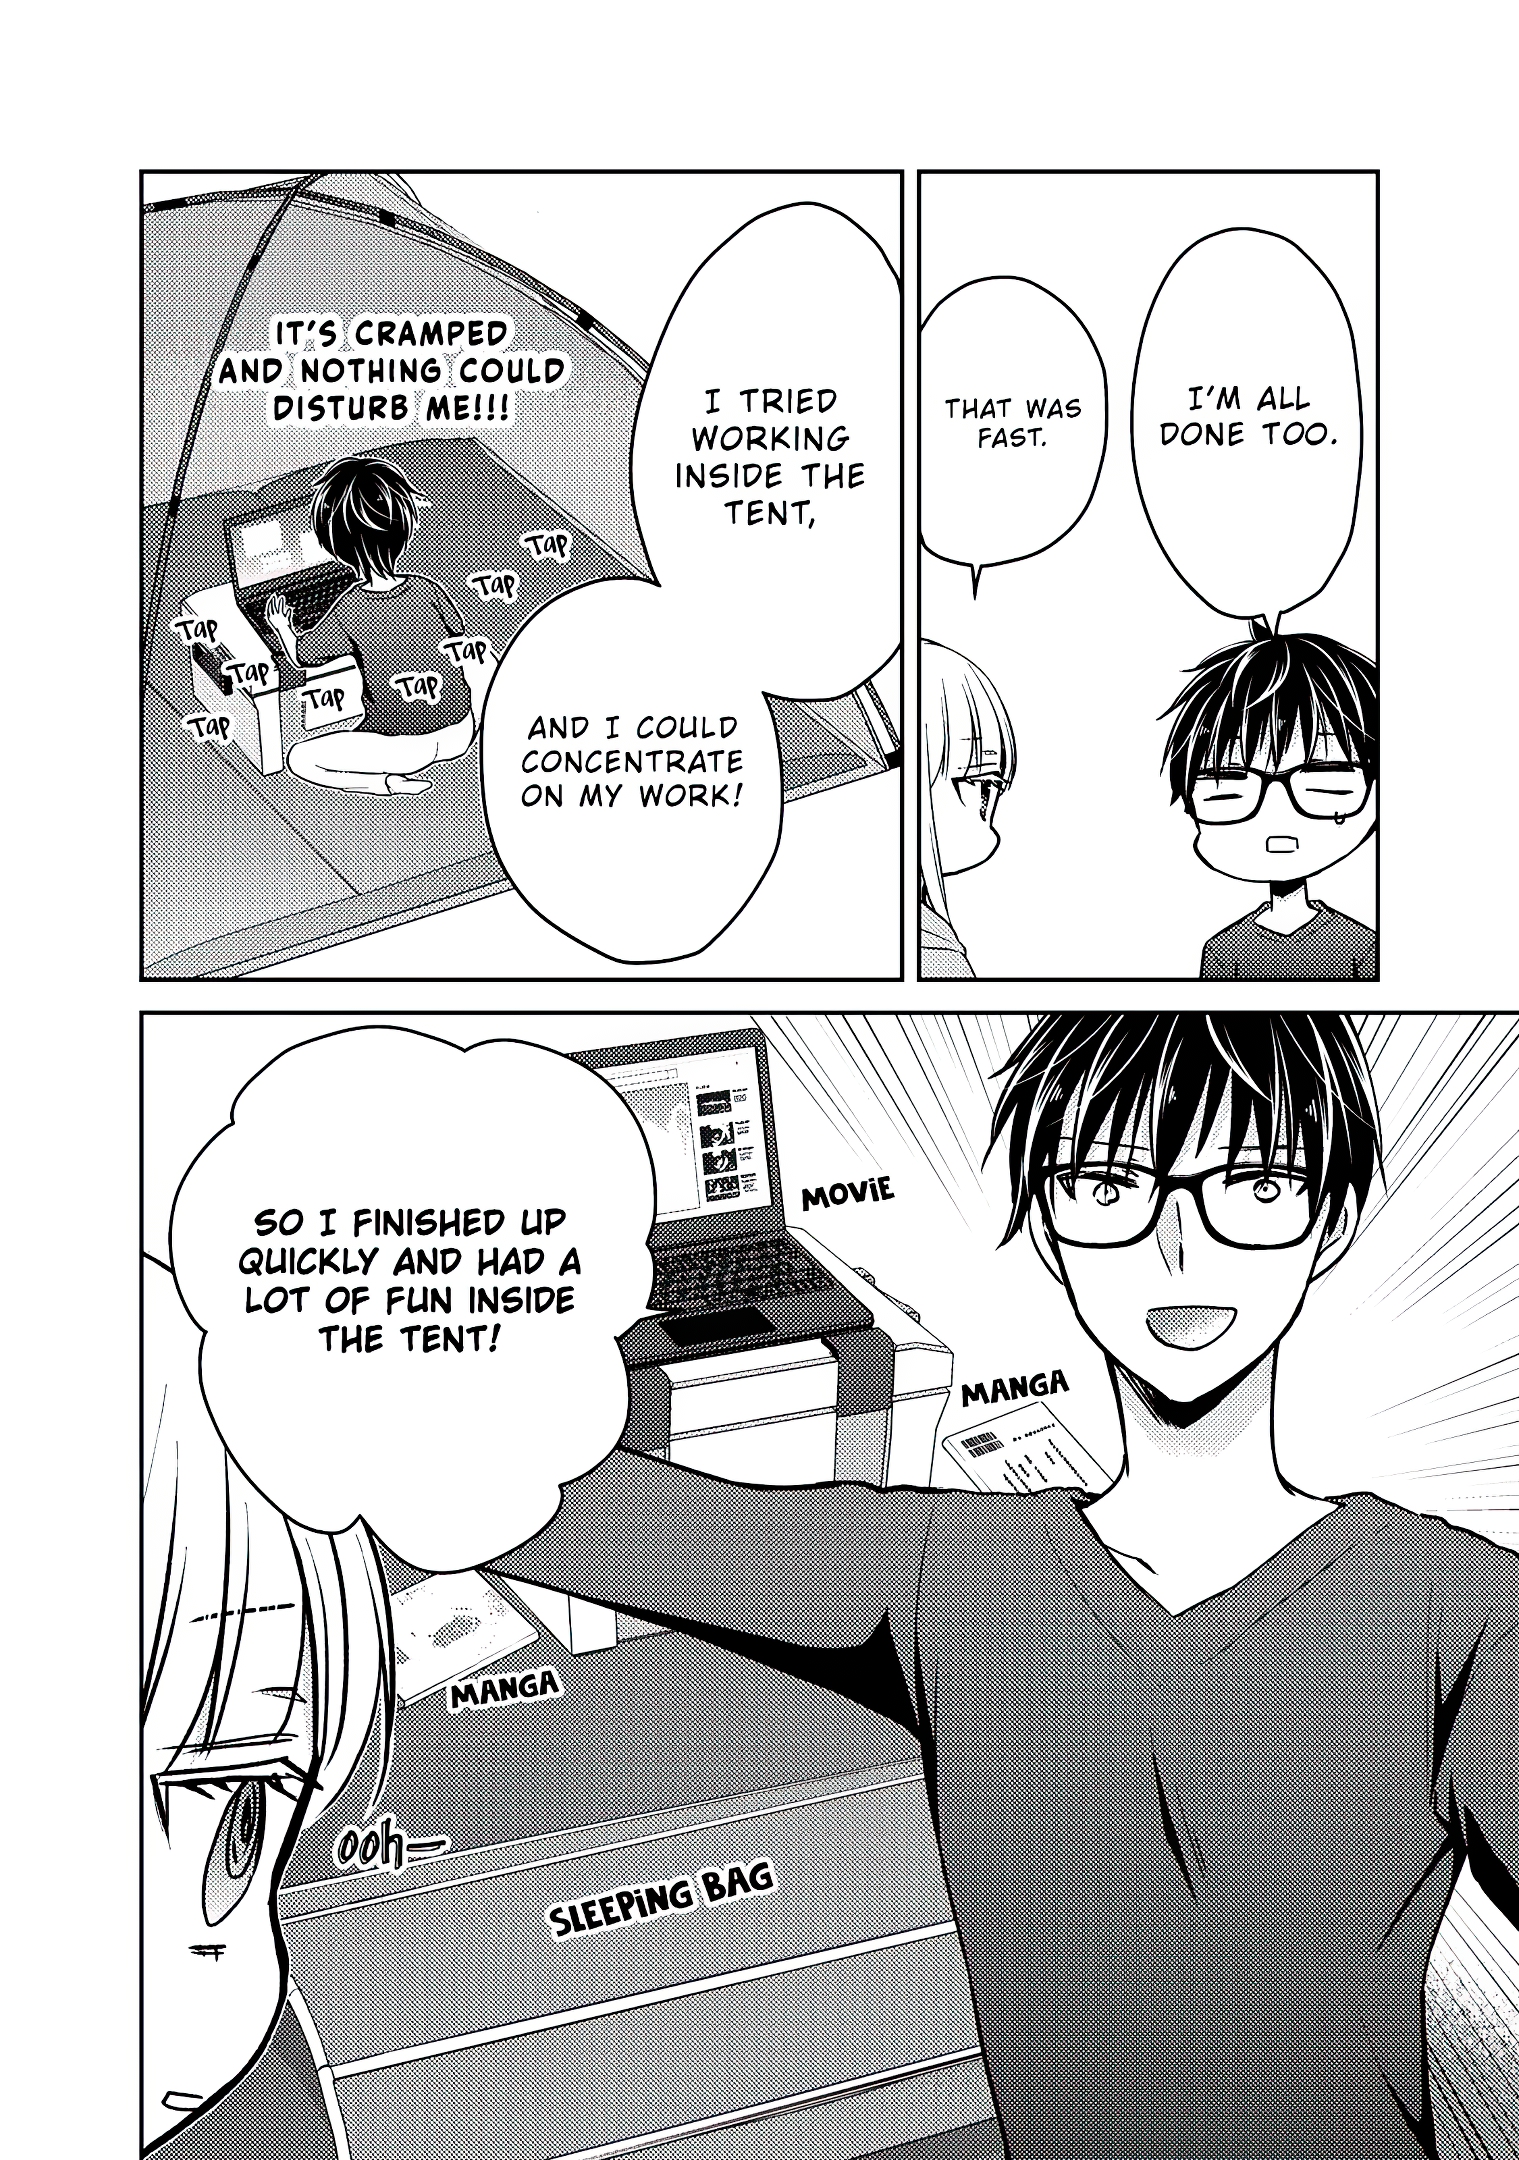 I'M ALL
DONE TOO.
THAT WAS
FAST.
I TRIED
WORKING
INSIDE THE
TENT,
AND I COULD
CONCENTRATE
ON MY WORK!
IT'S CRAMPED
AND NOTHING COULD
DISTURB ME!!!
TAP
TAP
TAP
TAP
TAP
TAP
TAP
TAP
SO I FINISHED UP
QUICKLY AND HAD A
LOT OF FUN INSIDE
THE TENT!
MOViE
MANGA
MANGA
ooh—
SLEEPiNG BAG